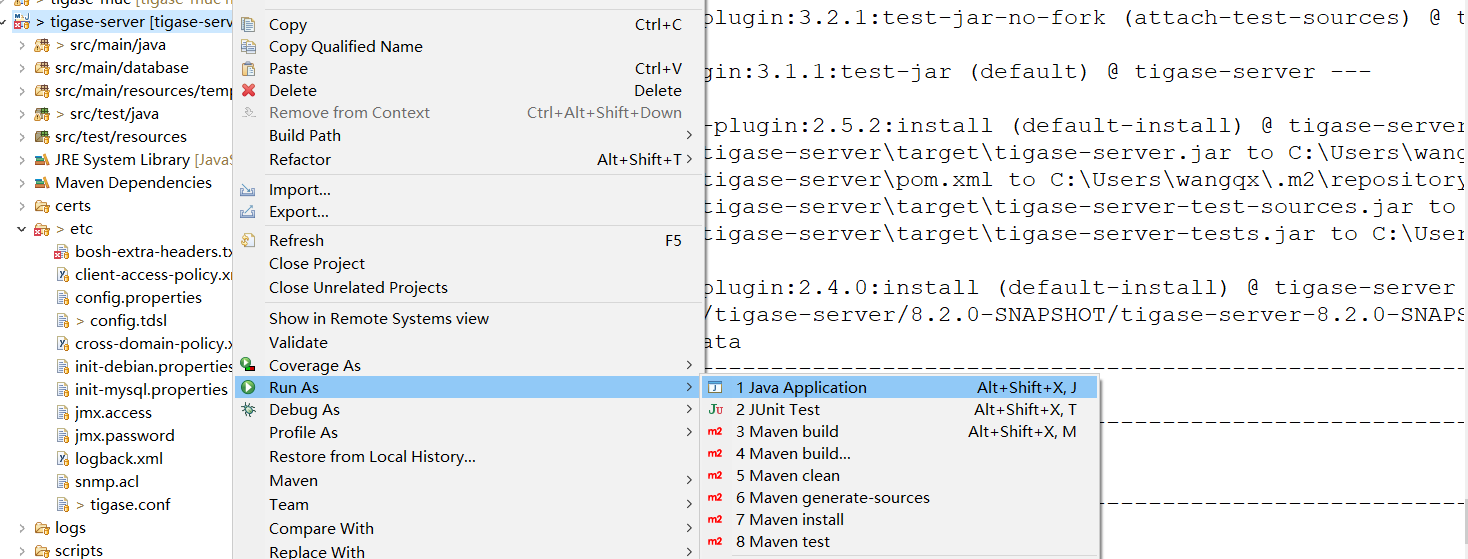 > tigase-server [tigase-serv
> src/main/java
src/main/database
src/main/resources/temp
> src/test/java
src/test/resources
JRE System Library [JavaS
Maven Dependencies
certs
> etc
bosh-extra-headers.tx
client-access-policy.x
config.properties
> config.tdsl
cross-domain-policy.x
init-debian.properties
init-mysql.properties
jmx.access
jmx.password
logback.xml
snmp.acl
> tigase.conf
logs
scripts
Copy Ctrl+C
Copy Qualified Name
Paste Ctrl+V
Delete Delete
Remove from Context Ctrl+Alt+Shift+Down
Build Path
Refactor Alt+Shift+T
Import...
Export...
Refresh F5
Close Project
Close Unrelated Projects
Show in Remote Systems view
Validate
Coverage As
Run As
Debug As
Profile As
Restore from Local History...
Maven
Team
Compare With
Replace With
1 Java Application Alt+Shift+X, J
2 JUnit Test Alt+Shift+X, T
3 Maven build Alt+Shift+X, M
4 Maven build...
5 Maven clean
6 Maven generate-sources
7 Maven install
8 Maven test
plugin:3.2.1:test-jar-no-fork (attach-test-sources) @ t
gin:3.1.1:test-jar (default) @ tigase-server ---
-plugin:2.5.2:install (default-install) @ tigase-server
tigase-server\target\tigase-server.jar to C:\Users\wang
tigase-server\pom.xml to C:\Users\wangqx\.m2\repository
tigase-server\target\tigase-server-test-sources.jar to
tigase-server\target\tigase-server-tests.jar to C:\User
plugin:2.4.0:install (default-install) @ tigase-server
/tigase-server/8.2.0-SNAPSHOT/tigase-server-8.2.0-SNAPS
ata